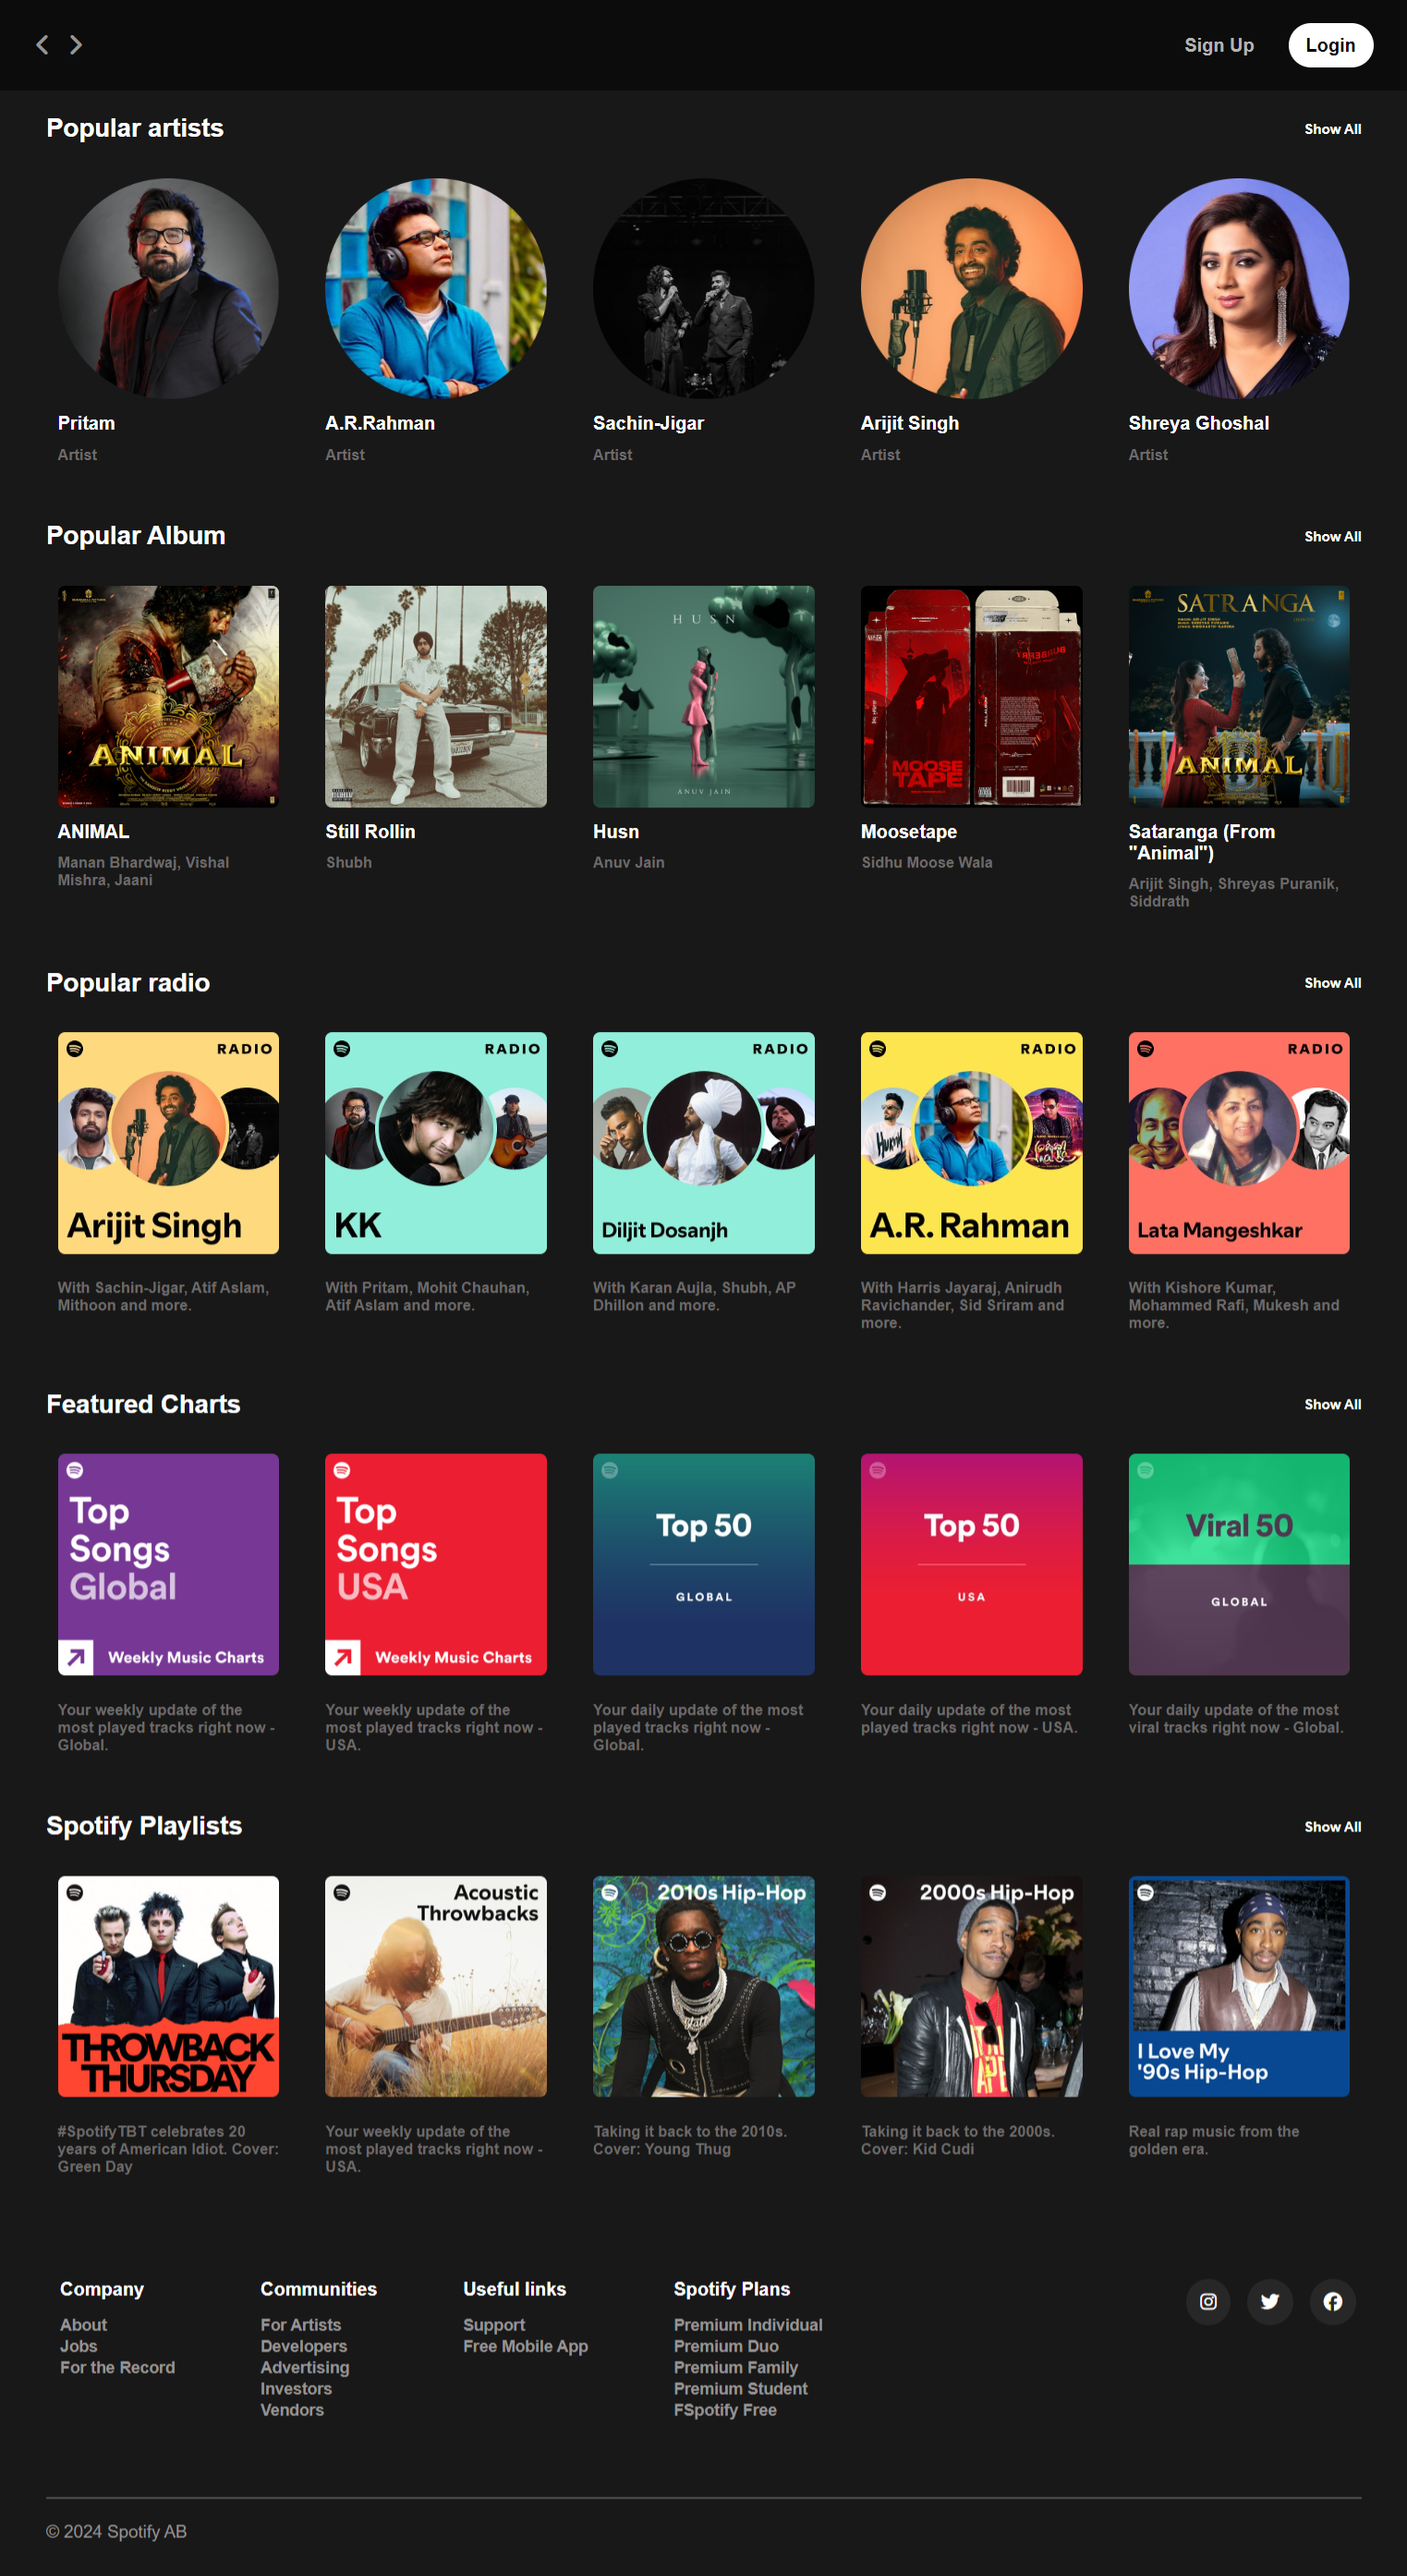 Sign Up
Login
Popular artists
Show All
Pritam
A.R.Rahman
Sachin-Jigar
Arijit Singh
Shreya Ghoshal
Artist
Artist
Artist
Artist
Artist
Popular Album
Show All
ANIMAL
HUSN
ANUV JAIN
MOOSE
TAPE
SATRANGA
ANIMAL
ANIMAL
Manan Bhardwaj, Vishal
Mishra, Jaani
Still Rollin
Shubh
Husn
Anuv Jain
Moosetape
Sidhu Moose Wala
Sataranga (From
"Animal")
Arijit Singh, Shreyas Puranik,
Siddrath
Popular radio
Show All
RADIO
Arijit Singh
With Sachin-Jigar, Atif Aslam,
Mithoon and more.
RADIO
KK
With Pritam, Mohit Chauhan,
Atif Aslam and more.
RADIO
Diljit Dosanjh
With Karan Aujla, Shubh, AP
Dhillon and more.
RADIO
A.R. Rahman
With Harris Jayaraj, Anirudh
Ravichander, Sid Sriram and
more.
RADIO
Lata Mangeshkar
With Kishore Kumar,
Mohammed Rafi, Mukesh and
more.
Featured Charts
Show All
Top
Songs
Global
Weekly Music Charts
Your weekly update of the
most played tracks right now -
Global.
Top
Songs
USA
Weekly Music Charts
Your weekly update of the
most played tracks right now -
USA.
Top 50
GLOBAL
Your daily update of the most
played tracks right now -
Global.
Top 50
USA
Your daily update of the most
played tracks right now - USA.
Viral 50
GLOBAL
Your daily update of the most
viral tracks right now - Global.
Spotify Playlists
Show All
THROWBACK
THURSDAY
#SpotifyTBT celebrates 20
years of American Idiot. Cover:
Green Day
Acoustic
Throwbacks
Your weekly update of the
most played tracks right now -
USA.
2010s Hip-Hop
Taking it back to the 2010s.
Cover: Young Thug
2000s Hip-Hop
Taking it back to the 2000s.
Cover: Kid Cudi
I Love My
'90s Hip-Hop
Real rap music from the
golden era.
Company
About
Jobs
For the Record
Communities
For Artists
Developers
Advertising
Investors
Vendors
Useful links
Support
Free Mobile App
Spotify Plans
Premium Individual
Premium Duo
Premium Family
Premium Student
FSpotify Free
© 2024 Spotify AB